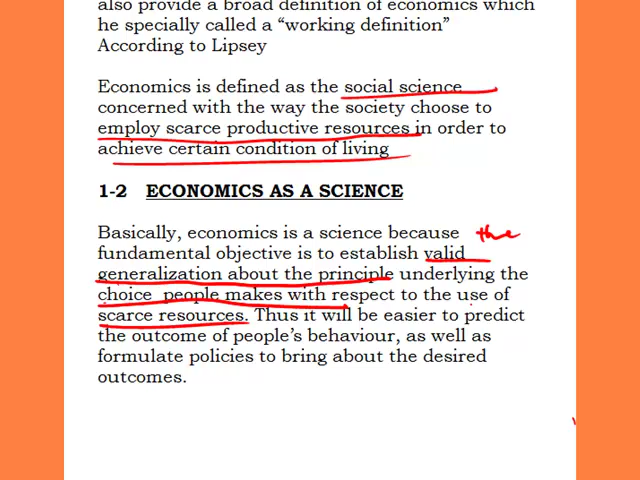 also provide a broad definition of economics which
he specially called a “working definition”
According to Lipsey
Economics is defined as the social science
concerned with the way the society choose to
employ scarce productive resources in order to
achieve certain condition of living
1-2 ECONOMICS AS A SCIENCE
Basically, economics is a science because the
fundamental objective is to establish valid
generalization about the principle underlying the
choice people makes with respect to the use of
scarce resources. Thus it will be easier to predict
the outcome of people’s behaviour, as well as
formulate policies to bring about the desired
outcomes.